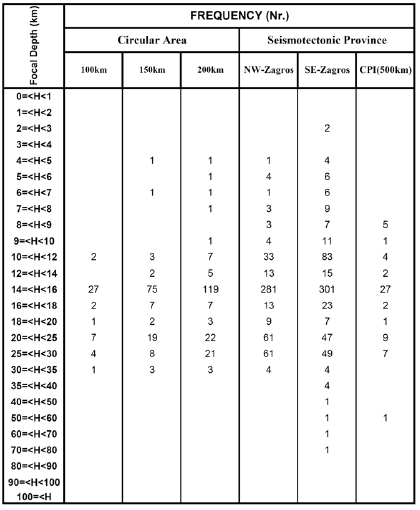 Focal Depth (km)
FREQUENCY (Nr.)
Circular Area Seismotectonic Province
100km 150km 200km NW-Zagros SE-Zagros CPI(500km)
0=<H<1
1=<H<2
2=<H<3 2
3=<H<4
4=<H<5 1 1 1 4
5=<H<6 1 4 6
6=<H<7 1 1 1 6
7=<H<8 1 3 9
8=<H<9 3 7 5
9=<H<10 1 4 11 1
10=<H<12 2 3 7 33 83 4
12=<H<14 2 5 13 15 2
14=<H<16 27 75 119 281 301 27
16=<H<18 2 7 7 13 23 2
18=<H<20 1 2 3 9 7 1
20=<H<25 7 19 22 61 47 9
25=<H<30 4 8 21 61 49 7
30=<H<35 1 3 3 4 4
35=<H<40 4
40=<H<50 1
50=<H<60 1 1
60=<H<70 1
70=<H<80 1
80=<H<90
90=<H<100
100=<H